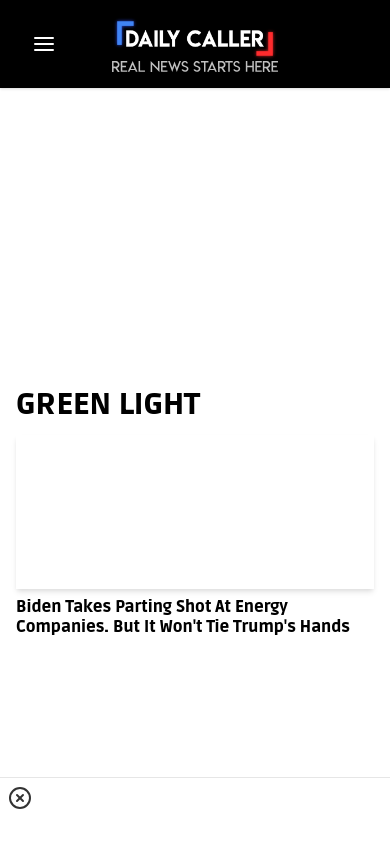 DAILY CALLER
REAL NEWS STARTS HERE
GREEN LIGHT
Biden Takes Parting Shot At Energy
Companies. But It Won't Tie Trump's Hands